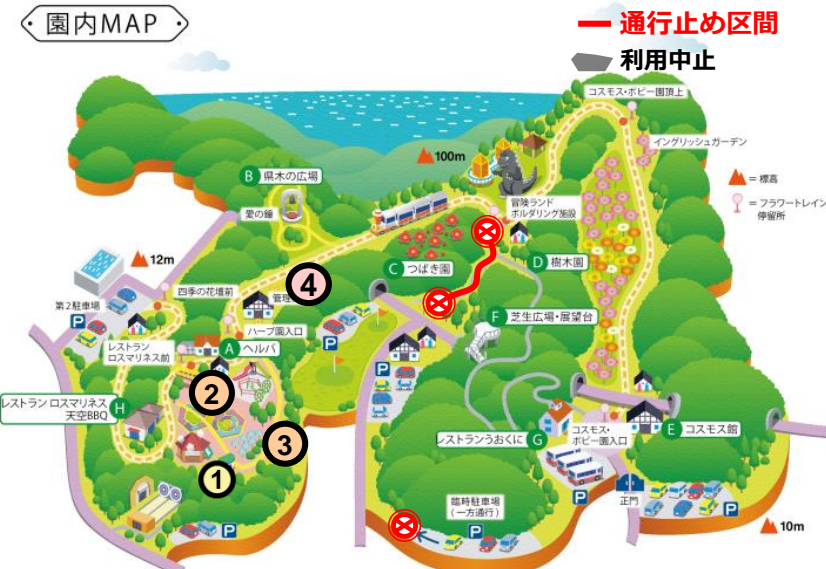 園内MAP
通行止め区間
利用中止
コスモス・ポピー園頂上
イングリッシュガーデン
100m
= 標高
= フラワートレイン
停留所
B 県木の広場
愛の鐘
冒険ランド
ボルダリング施設
12m
C つばき園
D 樹木園
4
四季の花壇前
管理
第2駐車場
P
ハーブ園入口
F 芝生広場・展望台
P
レストラン
ロスマリネス前
A ヘルバ
P
2
レストラン ロスマリネス
天空BBQ
H
3
レストランうおくに G
コスモス・
ポピー園入口
E コスモス館
1
臨時駐車場
(一方通行)
P
正門
P
P
P
10m